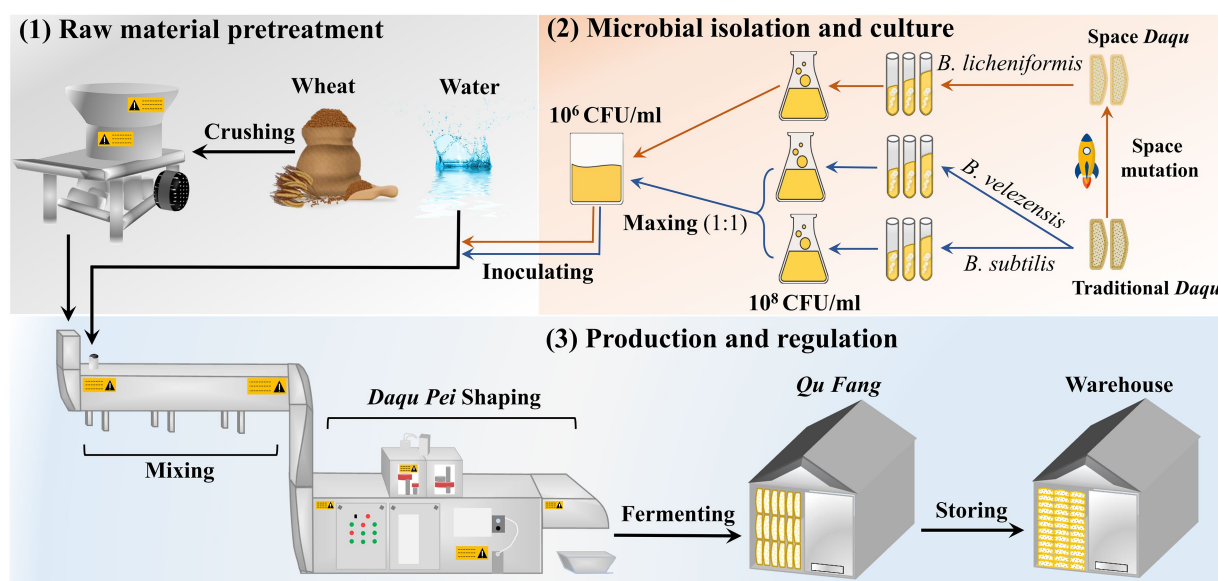 (1) Raw material pretreatment
Wheat
Water
Crushing
(2) Microbial isolation and culture
Space Daqu
B. licheniformis
10⁶ CFU/ml
Space
mutation
B. velezensis
Maxing (1:1)
B. subtilis
Inoculating
10⁸ CFU/ml
Traditional Daqu
(3) Production and regulation
Daqu Pei Shaping
Mixing
Qu Fang
Warehouse
Fermenting
Storing